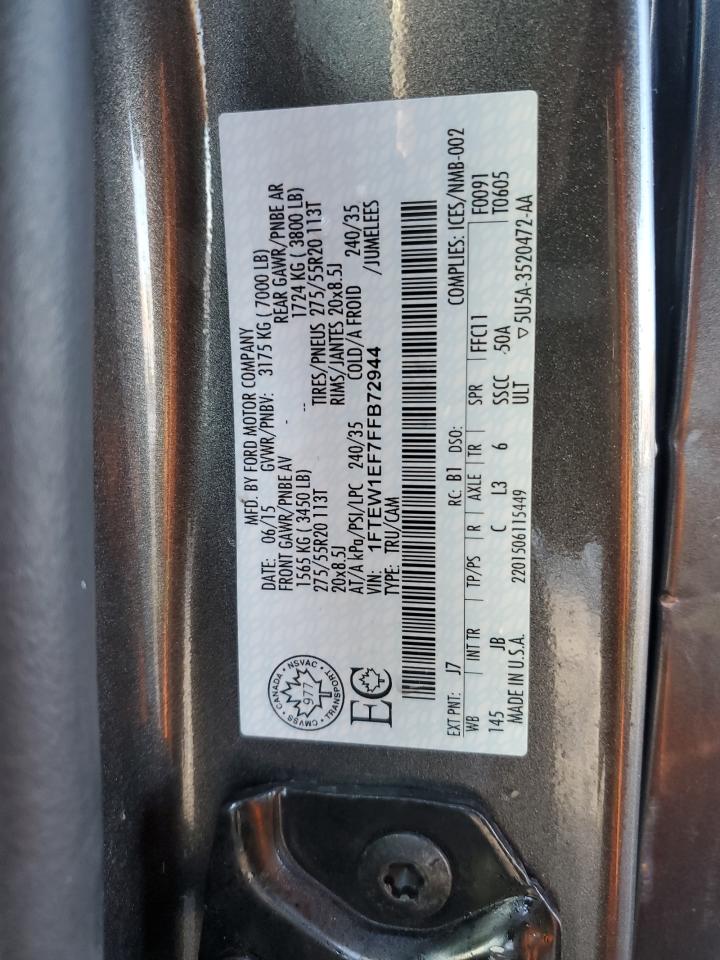 MFD. BY FORD MOTOR COMPANY
DATE: 06/15 GVWR/PNBV: 3175 KG ( 7000 LB)
FRONT GAWR/PNBE AV REAR GAWR/PNBE AR
1565 KG ( 3450 LB) 1724 KG ( 3800 LB)
275/55R20 113T TIRES/PNEUS 275/55R20 113T
20x8.5J RIMS/JANTES 20x8.5J
AT/A kPa/PSI/LPC 240/35 COLD/A FROID 240/35
VIN: 1FTEW1EF7FFB72944 /JUMELEES
TYPE: TRU/CAM
CANADA · NSVAC · TRANSPORT · CMVSS
977
EC
EXT PNT: J7 RC: B1 DSO: COMPLIES: ICES/NMB-002
WB INT TR TP/PS R AXLE TR SPR FFC11 F0091
145 JB C L3 6 SSCC 50A T0605
MADE IN U.S.A. 2201506115449 ULT ▽ 5U5A-3520472-AA